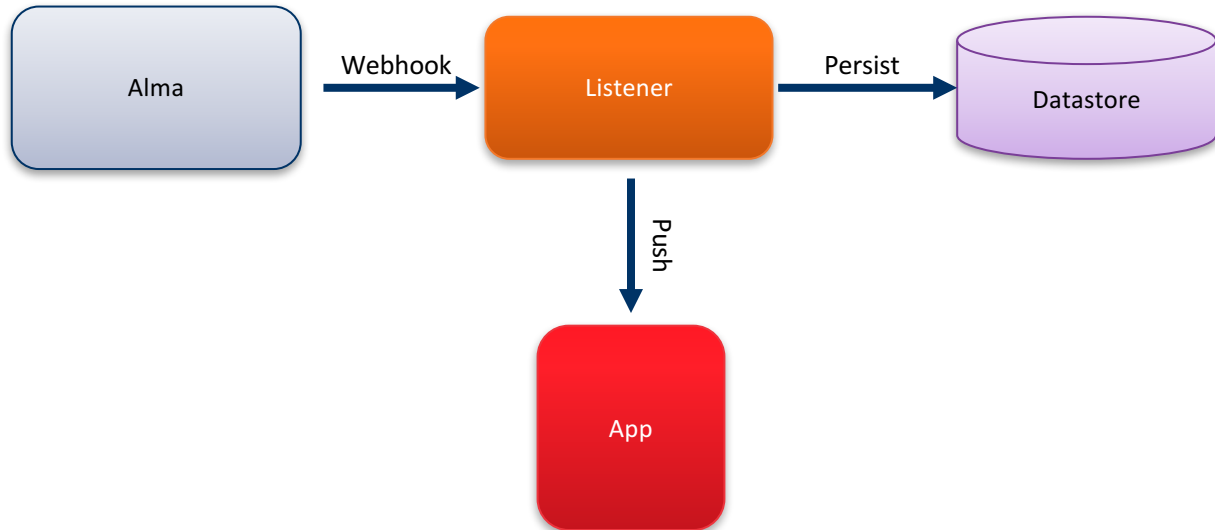 Alma
Webhook
Listener
Persist
Datastore
Push
App